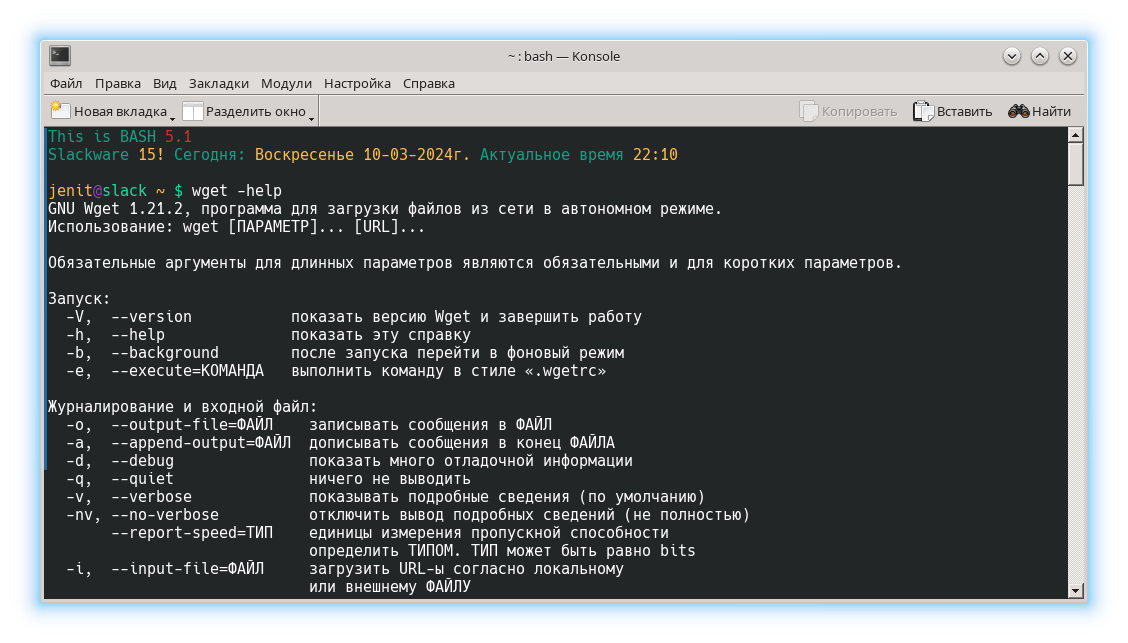 ~ : bash — Konsole
Файл Правка Вид Закладки Модули Настройка Справка
Новая вкладка Разделить окно Копировать Вставить Найти
This is BASH 5.1
Slackware 15! Сегодня: Воскресенье 10-03-2024г. Актуальное время 22:10
jenit@slack ~ $ wget -help
GNU Wget 1.21.2, программа для загрузки файлов из сети в автономном режиме.
Использование: wget [ПАРАМЕТР]... [URL]...
Обязательные аргументы для длинных параметров являются обязательными и для коротких параметров.
Запуск:
-V, --version показать версию Wget и завершить работу
-h, --help показать эту справку
-b, --background после запуска перейти в фоновый режим
-e, --execute=КОМАНДА выполнить команду в стиле «.wgetrc»
Журналирование и входной файл:
-o, --output-file=ФАЙЛ записывать сообщения в ФАЙЛ
-a, --append-output=ФАЙЛ дописывать сообщения в конец ФАЙЛА
-d, --debug показать много отладочной информации
-q, --quiet ничего не выводить
-v, --verbose показывать подробные сведения (по умолчанию)
-nv, --no-verbose отключить вывод подробных сведений (не полностью)
--report-speed=ТИП единицы измерения пропускной способности
определить ТИПОМ. ТИП может быть равно bits
-i, --input-file=ФАЙЛ загрузить URL-ы согласно локальному
или внешнему ФАЙЛУ